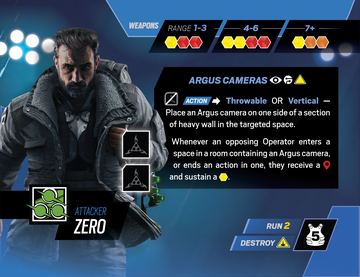 WEAPONS RANGE 1-3 4-6 7+
ARGUS CAMERAS
ACTION Throwable OR Vertical —
Place an Argus camera on one side of a section
of heavy wall in the targeted space.
Whenever an opposing Operator enters a
space in a room containing an Argus camera,
or ends an action in one, they receive a
and sustain a .
ATTACKER
ZERO
RUN 2
DESTROY
5